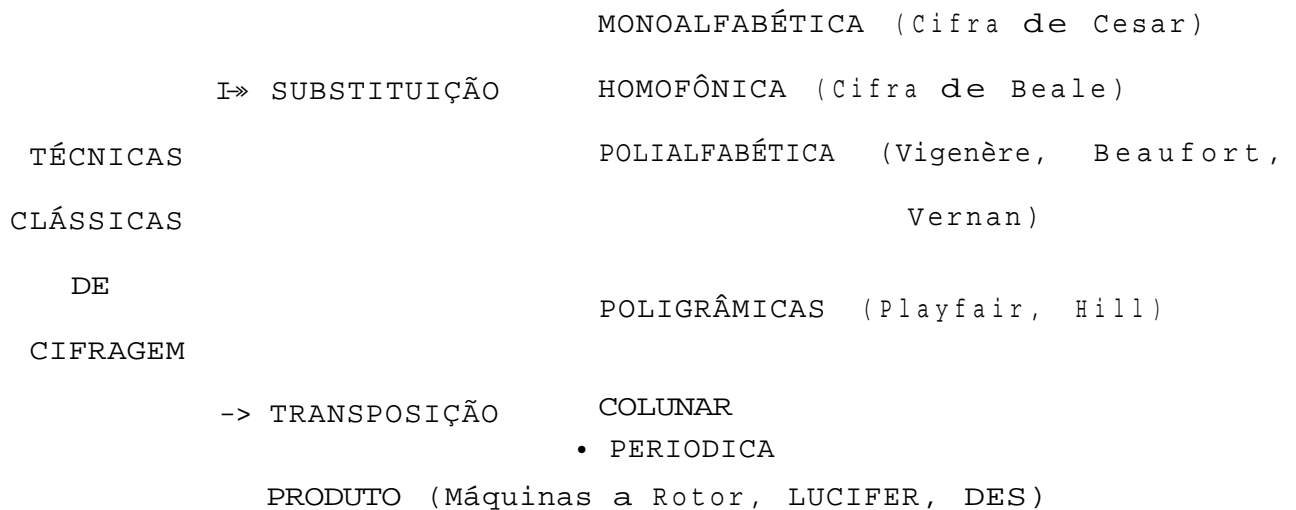 MONOALFABÉTICA (Cifra de Cesar)
I-» SUBSTITUIÇÃO HOMOFÔNICA (Cifra de Beale)
TÉCNICAS POLIALFABÉTICA (Vigenère, Beaufort,
CLÁSSICAS Vernan)
DE
POLIGRÂMICAS (Playfair, Hill)
CIFRAGEM
-> TRANSPOSIÇÃO COLUNAR
• PERIODICA
PRODUTO (Máquinas a Rotor, LUCIFER, DES)